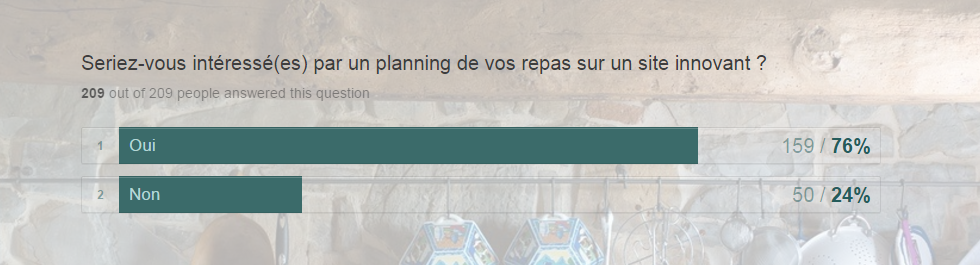 Seriez-vous intéressé(es) par un planning de vos repas sur un site innovant ?
209 out of 209 people answered this question
1 Oui 159 / 76%
2 Non 50 / 24%